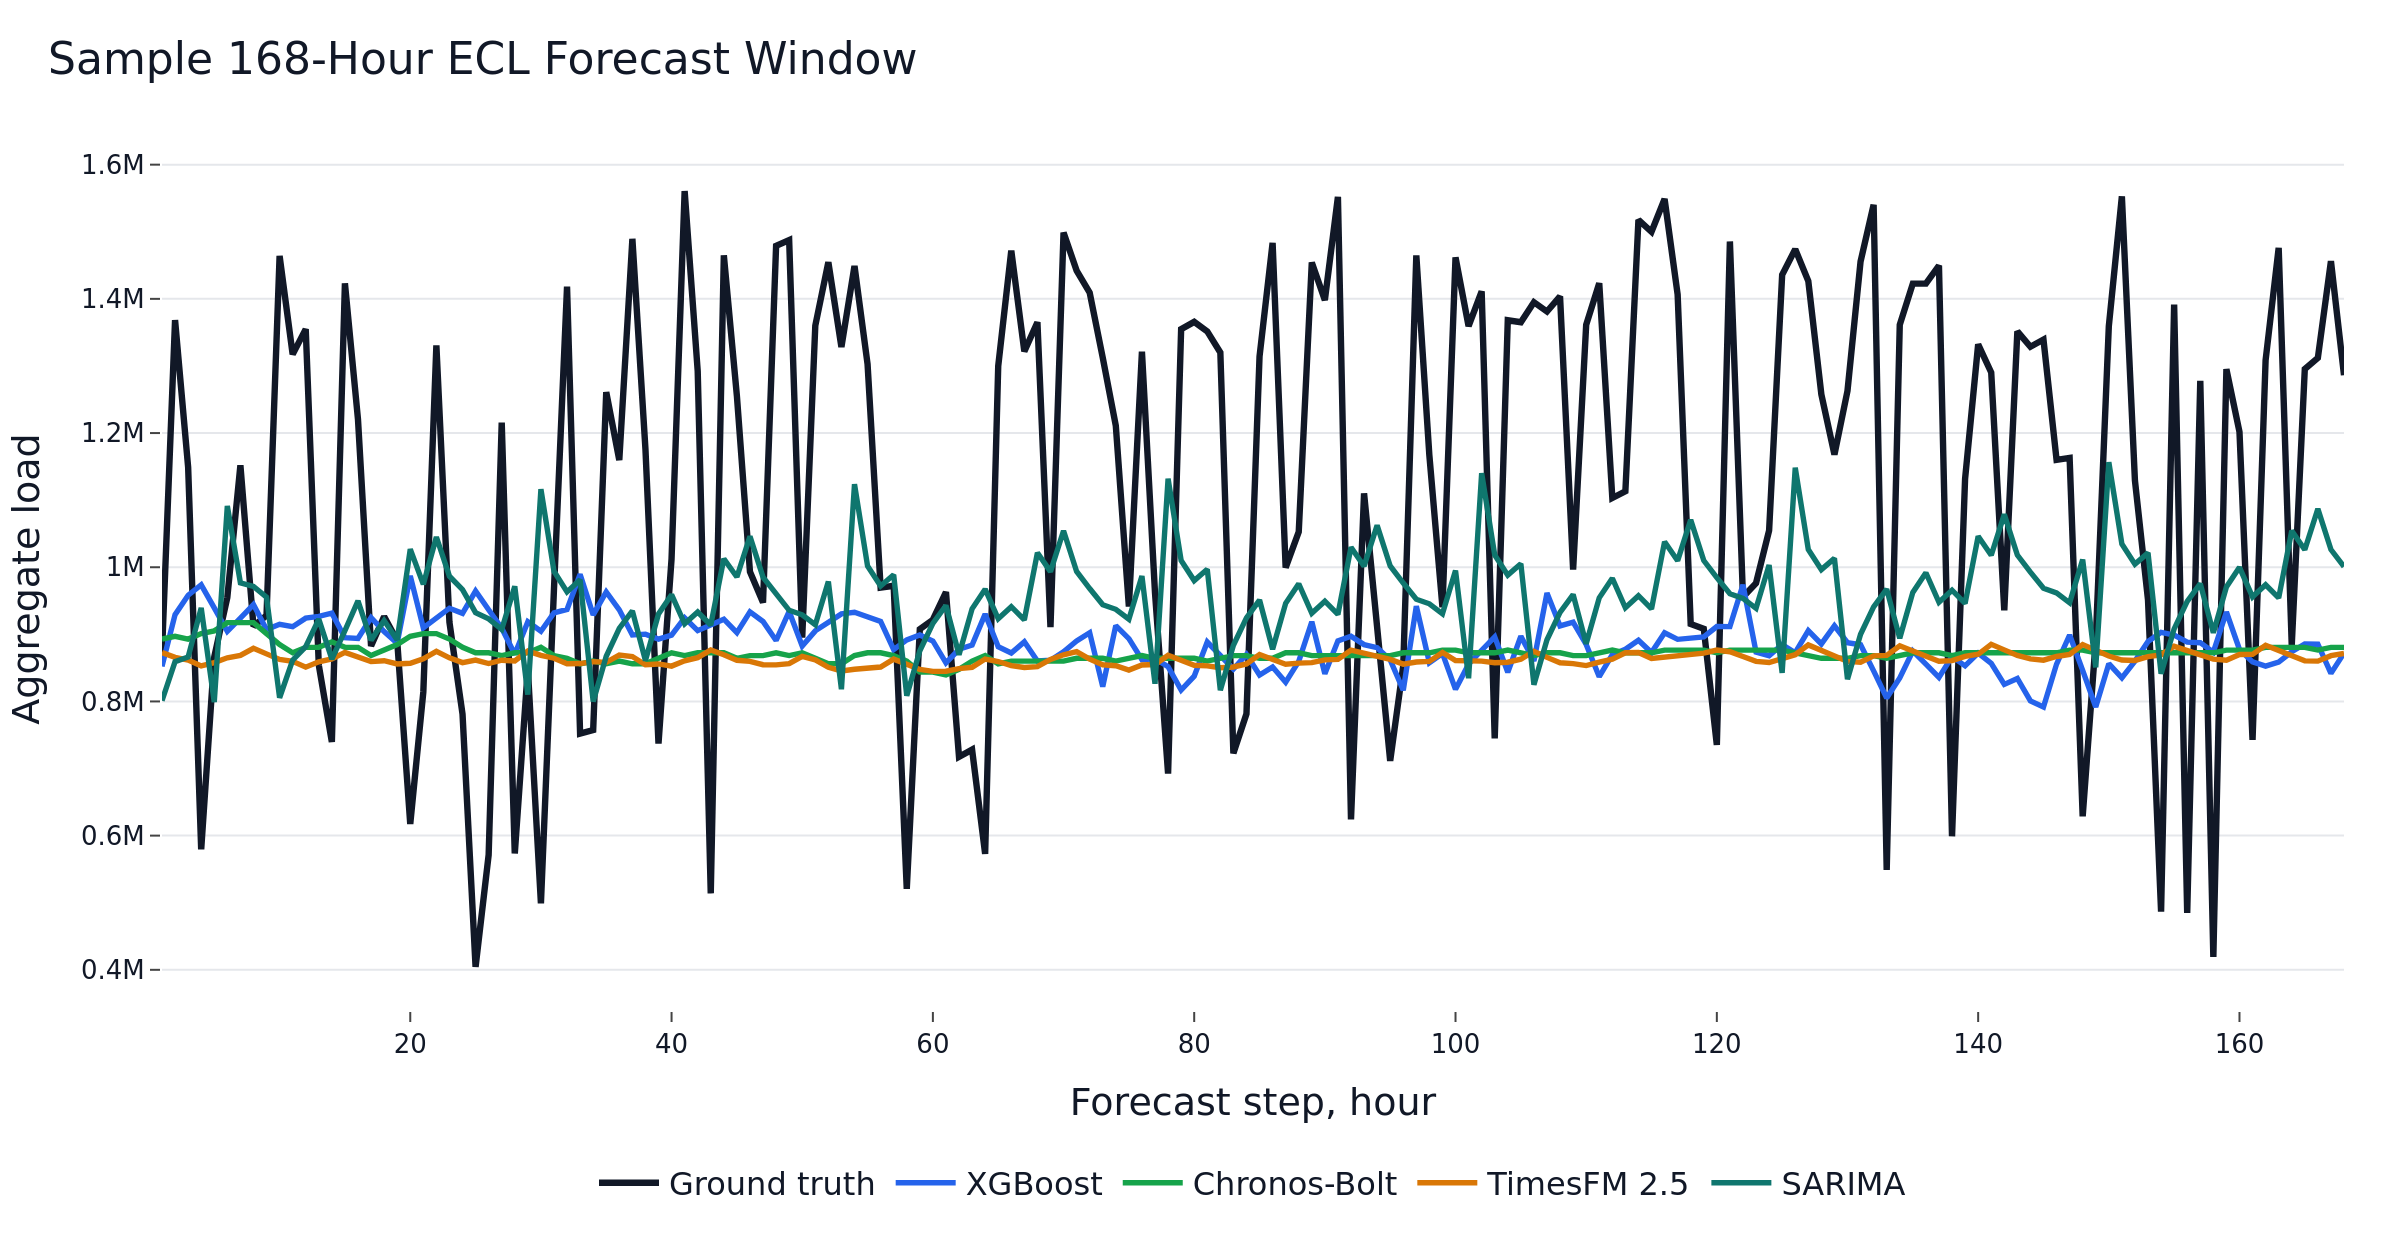 Sample 168-Hour ECL Forecast Window
1.6M
1.4M
1.2M
1M
0.8M
0.6M
0.4M
Aggregate load
20 40 60 80 100 120 140 160
Forecast step, hour
Ground truth XGBoost Chronos-Bolt TimesFM 2.5 SARIMA